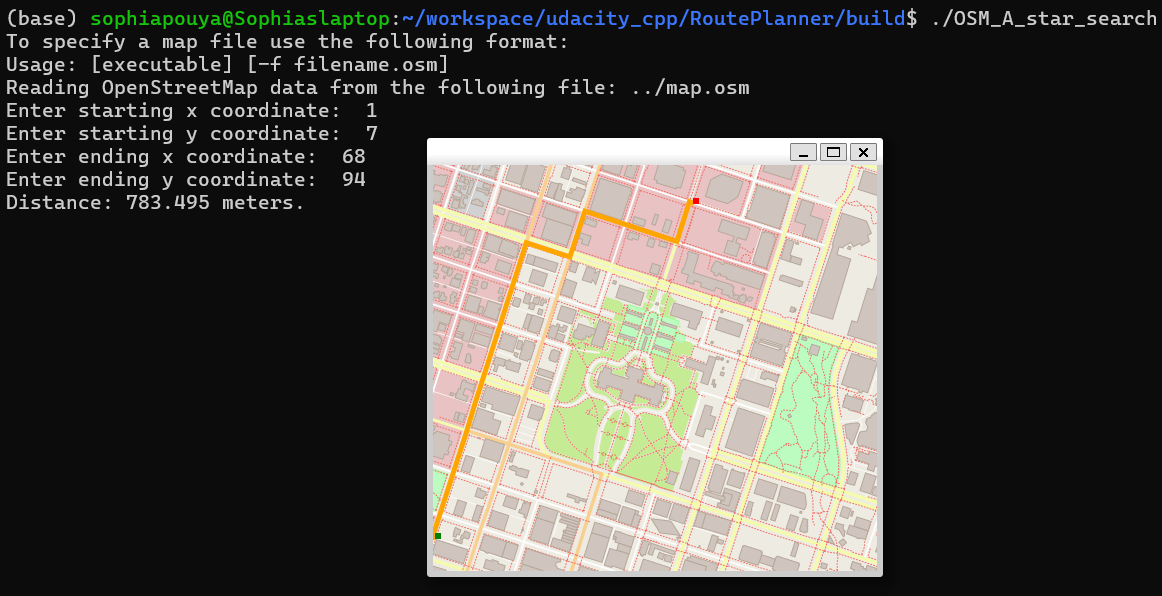 (base) sophiapouya@Sophiaslaptop:~/workspace/udacity_cpp/RoutePlanner/build$ ./OSM_A_star_search
To specify a map file use the following format:
Usage: [executable] [-f filename.osm]
Reading OpenStreetMap data from the following file: ../map.osm
Enter starting x coordinate:  1
Enter starting y coordinate:  7
Enter ending x coordinate:  68
Enter ending y coordinate:  94
Distance: 783.495 meters.